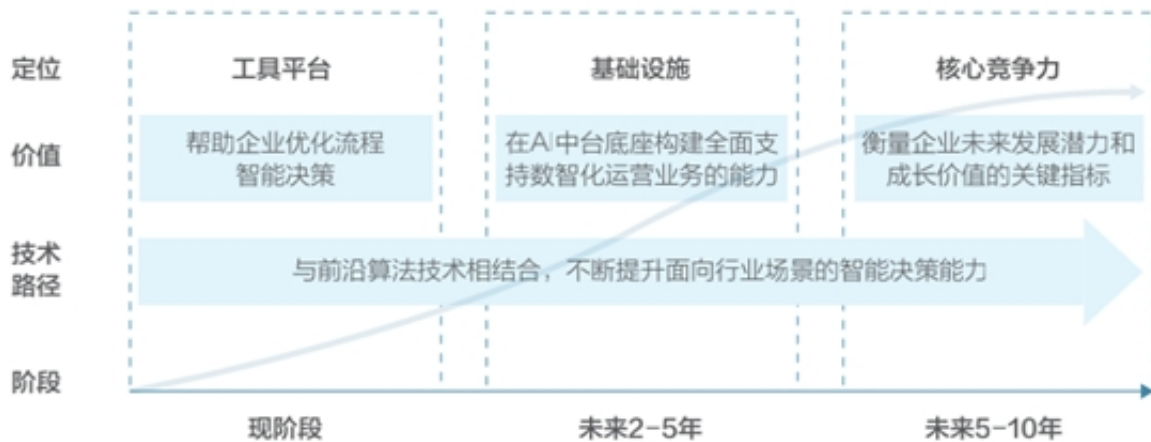 定位
工具平台
基础设施
核心竞争力
价值
帮助企业优化流程
智能决策
在AI中台底座构建全面支
持数智化运营业务的能力
衡量企业未来发展潜力和
成长价值的关键指标
技术
路径
与前沿算法技术相结合，不断提升面向行业场景的智能决策能力
阶段
现阶段
未来2-5年
未来5-10年